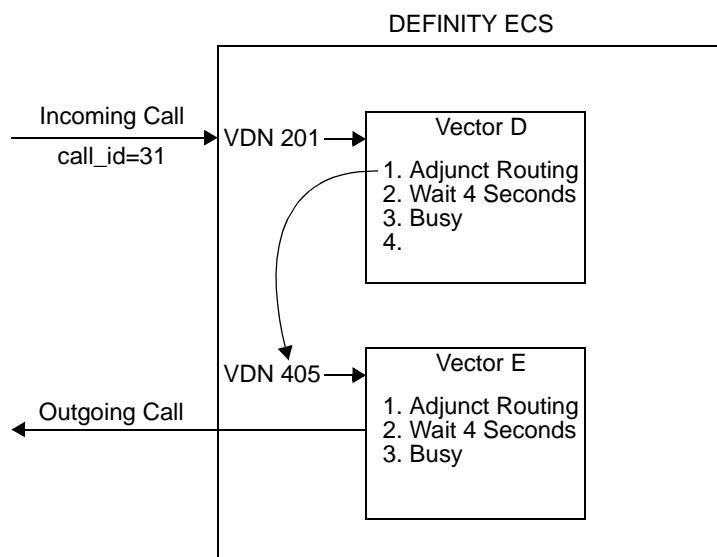 DEFINITY ECS
Incoming Call
call_id=31
VDN 201
Vector D
1. Adjunct Routing
2. Wait 4 Seconds
3. Busy
4.
VDN 405
Vector E
Outgoing Call
1. Adjunct Routing
2. Wait 4 Seconds
3. Busy